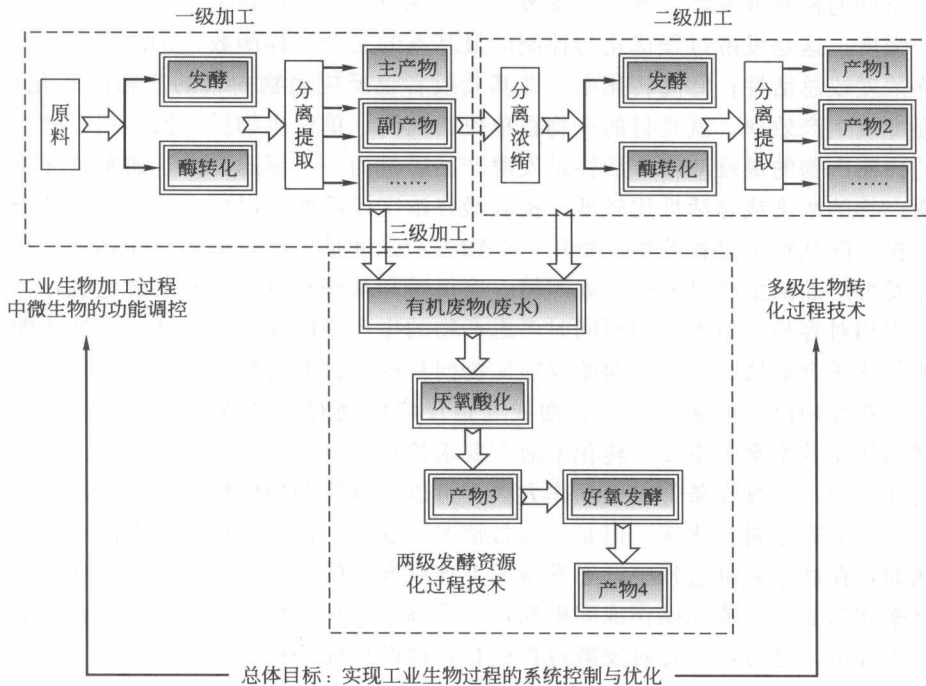 一级加工
二级加工
原料
发酵
酶转化
分离提取
主产物
副产物
……
分离浓缩
发酵
酶转化
分离提取
产物1
产物2
……
三级加工
工业生物加工过程
中微生物的功能调控
多级生物转
化过程技术
有机废物(废水)
厌氧酸化
产物3
好氧发酵
两级发酵资源
化过程技术
产物4
总体目标：实现工业生物过程的系统控制与优化